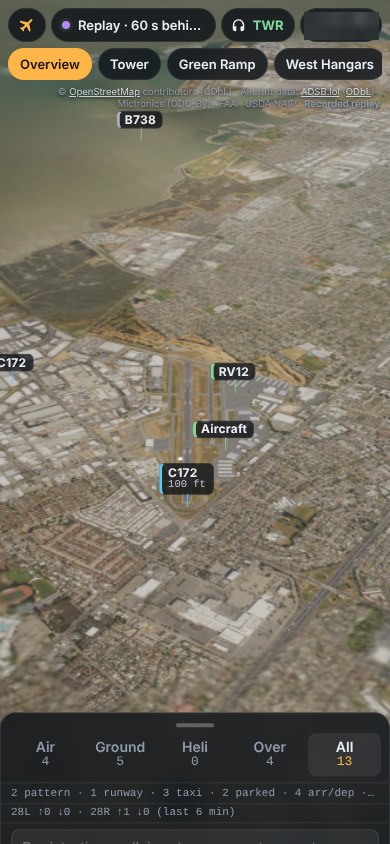 Replay · 60 s behi...
TWR
Overview
Tower
Green Ramp
West Hangars
© OpenStreetMap contributors (ODbL) · Aircraft data: ADSB.lol (ODbL) ·
Mictronics (ODC-By) · FAA · USDA NAIP · Recorded replay
B738
C172
RV12
Aircraft
C172
100 ft
Air
4
Ground
5
Heli
0
Over
4
All
13
2 pattern · 1 runway · 3 taxi · 2 parked · 4 arr/dep ·…
28L ↑0 ↓0 · 28R ↑1 ↓0 (last 6 min)